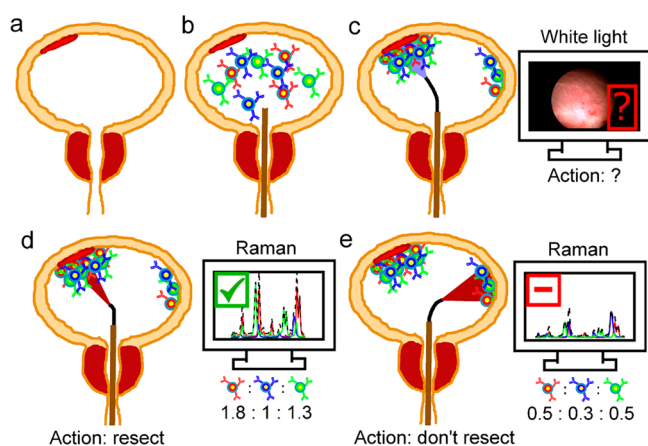 a
b
c
White light
?
Action: ?
d
Raman
: :
1.8 : 1 : 1.3
Action: resect
e
Raman
: :
0.5 : 0.3 : 0.5
Action: don't resect